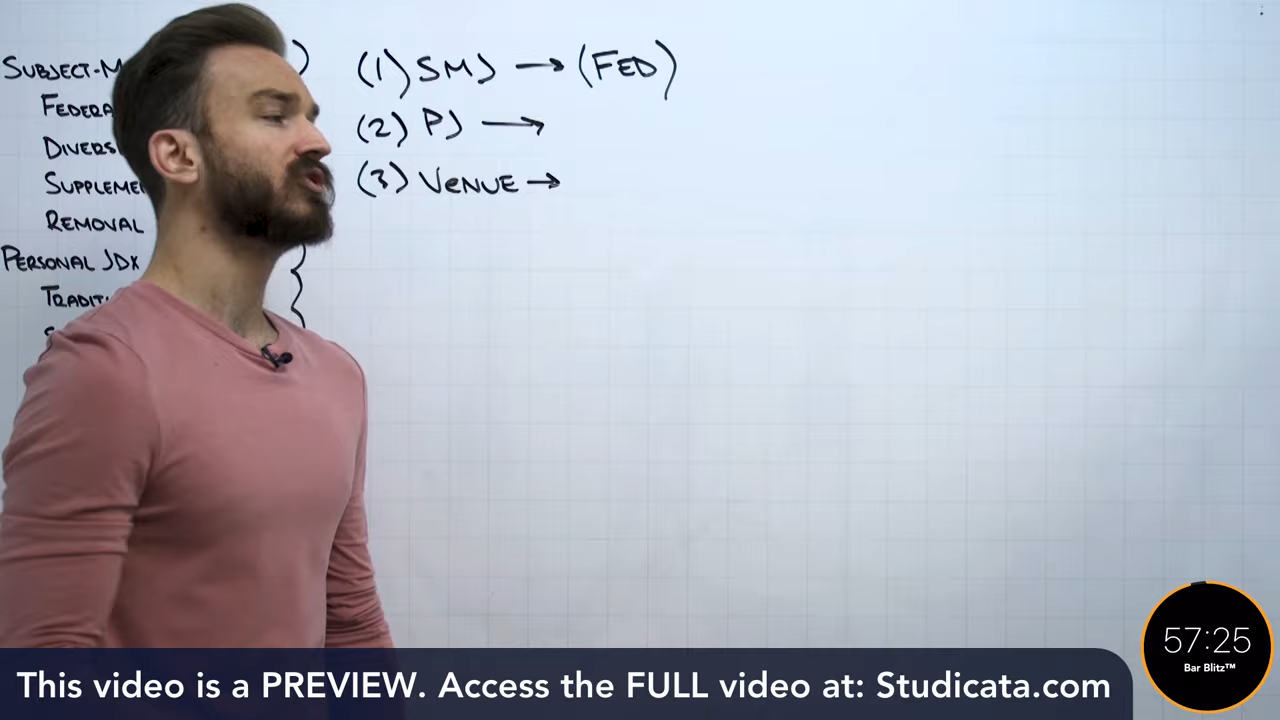 SUBJECT-M )
FEDERA
DIVERS
SUPPLEME
REMOVAL
PERSONAL JDX
TRADIT
(1) SMJ → (FED)
(2) PJ →
(3) VENUE →
57:25
Bar Blitz™
This video is a PREVIEW. Access the FULL video at: Studicata.com